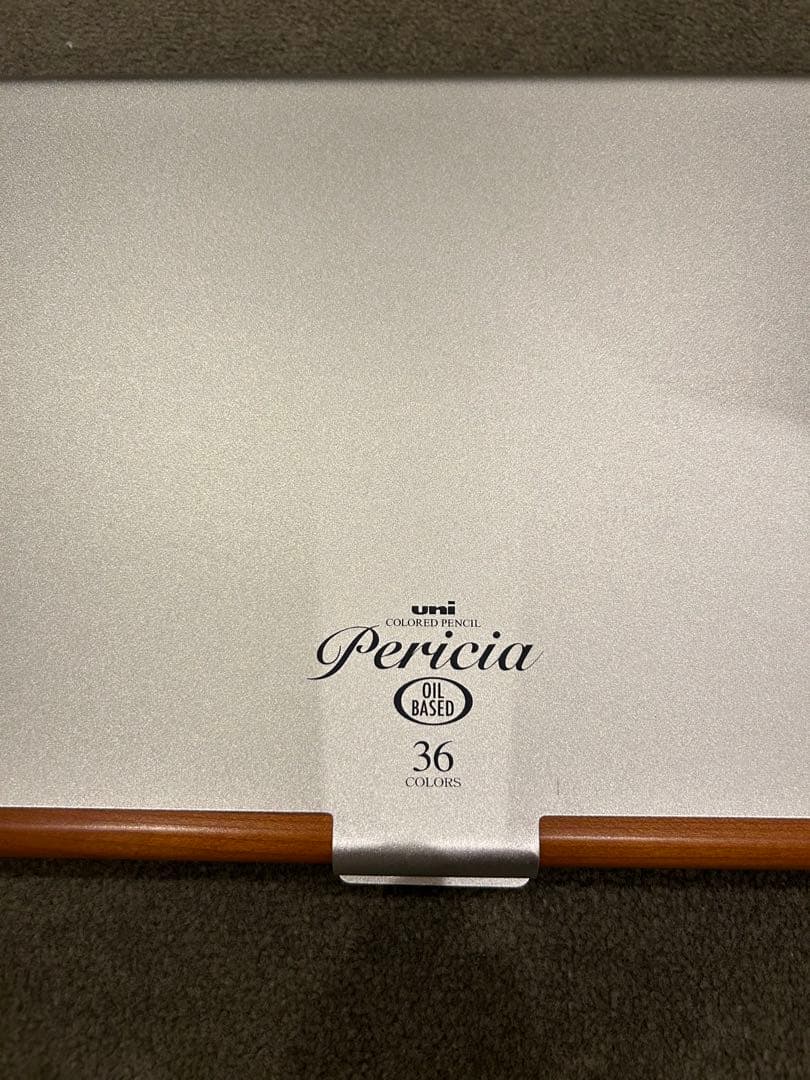 uni
COLORED PENCIL
Pericia
OIL
BASED
36
COLORS